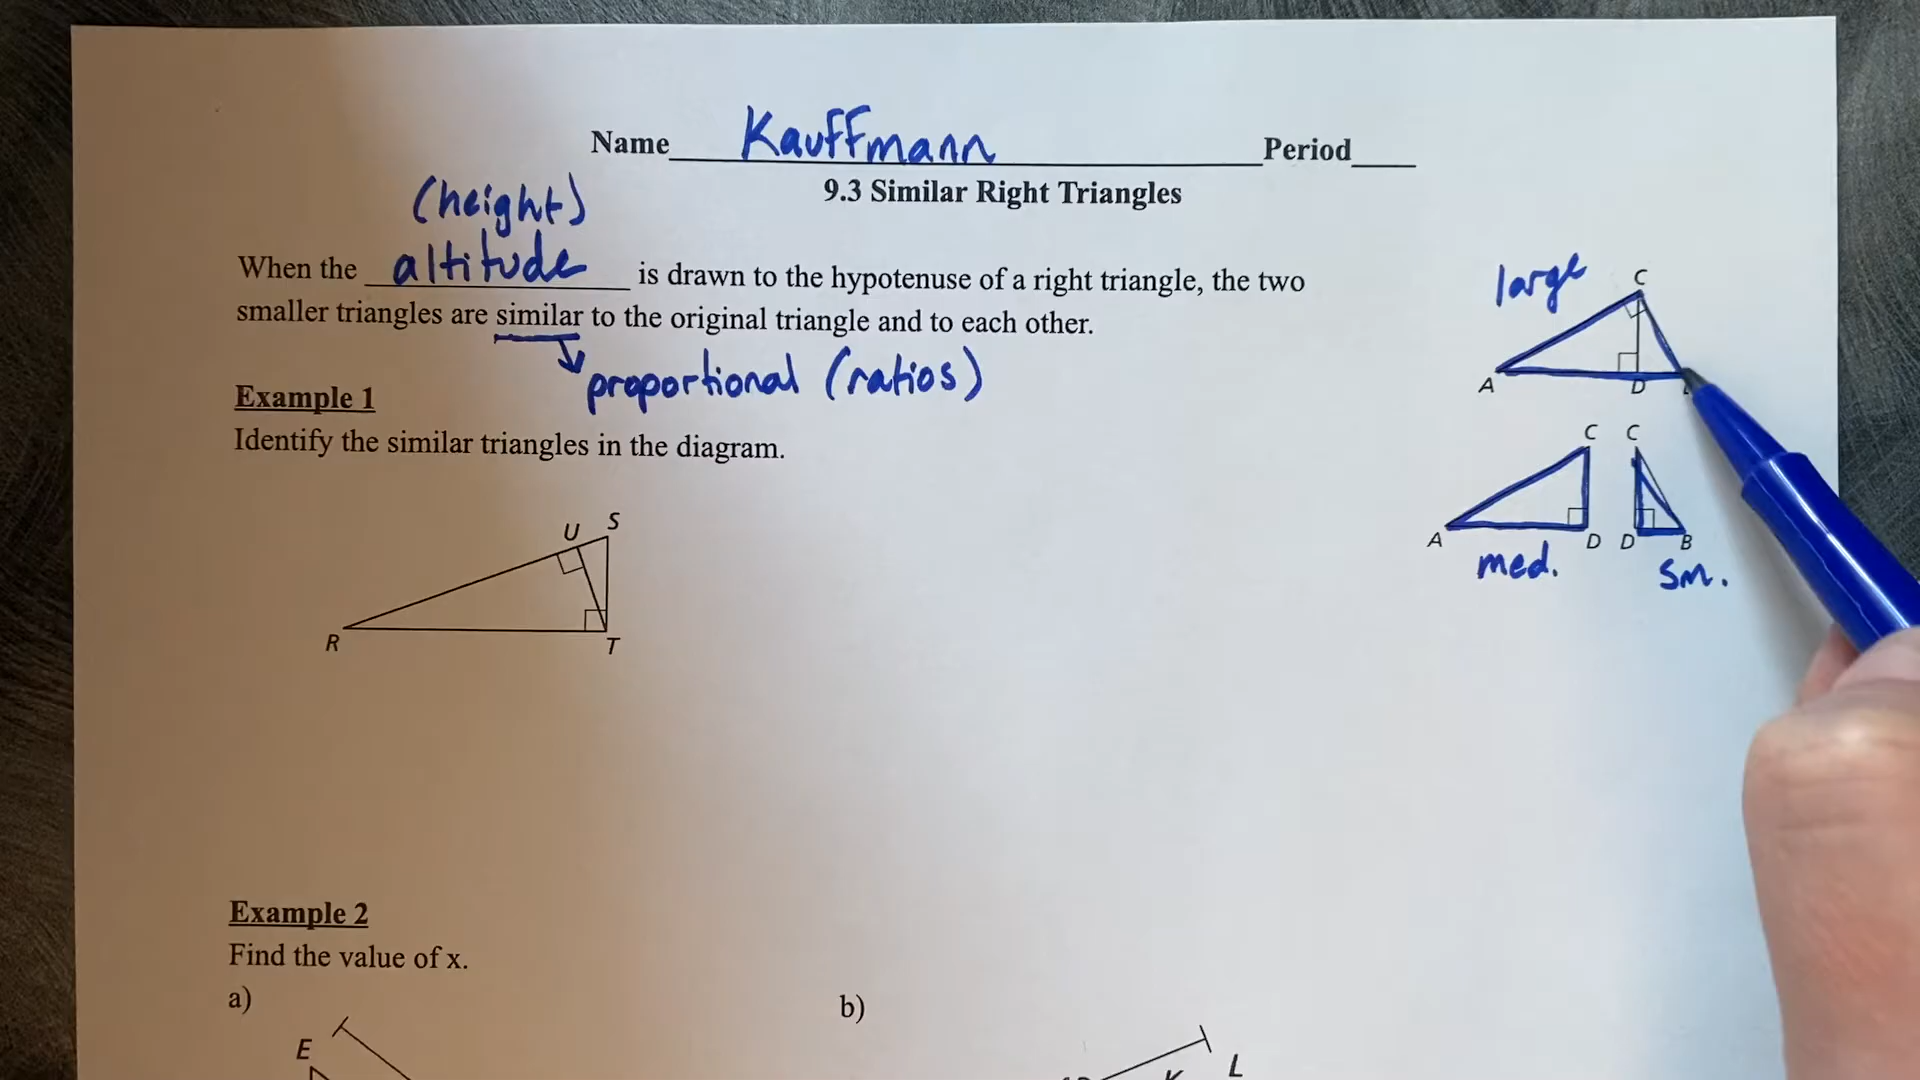 Name Kauffmann Period
9.3 Similar Right Triangles
(height)
When the altitude is drawn to the hypotenuse of a right triangle, the two
smaller triangles are similar to the original triangle and to each other.
proportional (ratios)
large
C
A
D
C C
A D D B
med. sm.
Example 1
Identify the similar triangles in the diagram.
U S
R T
Example 2
Find the value of x.
a) b)
E
K L